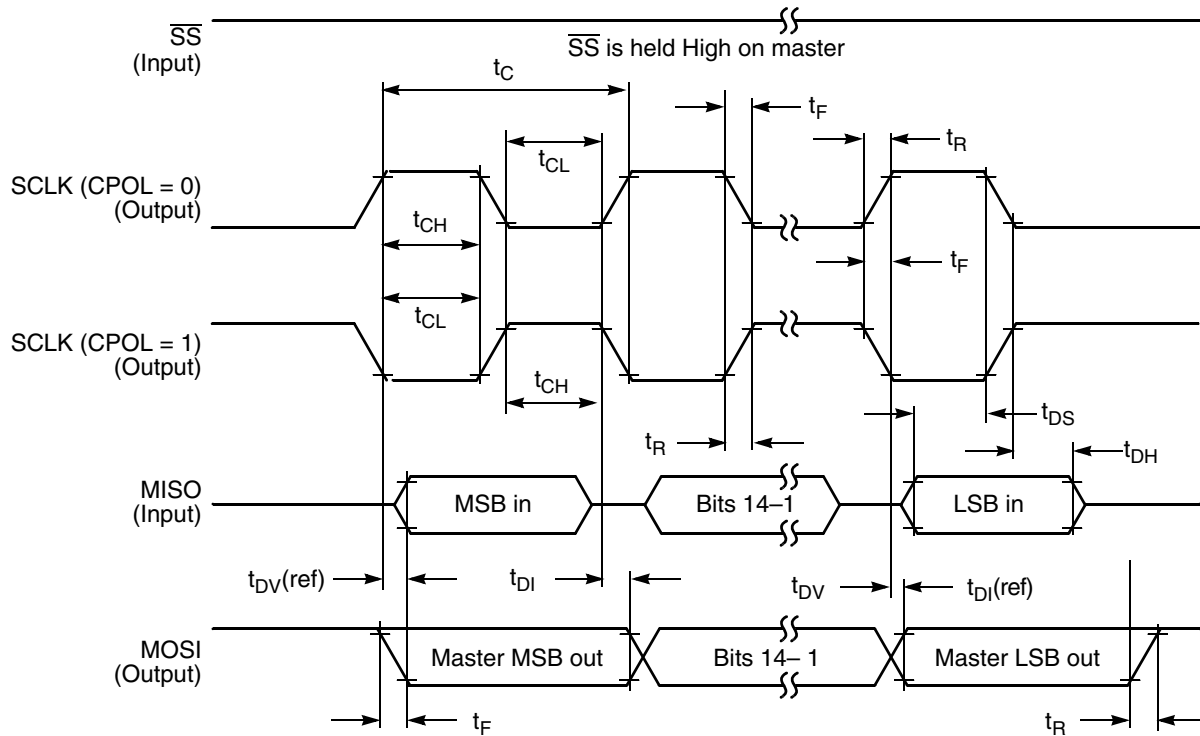 SS
(Input)
SS is held High on master
tC
tF
tR
tCL
SCLK (CPOL = 0)
(Output)
tCH
tF
tCL
SCLK (CPOL = 1)
(Output)
tCH
tDS
tR
tDH
MISO
(Input)
MSB in
Bits 14–1
LSB in
tDV(ref)
tDI
tDV
tDI(ref)
MOSI
(Output)
Master MSB out
Bits 14– 1
Master LSB out
tF
tR